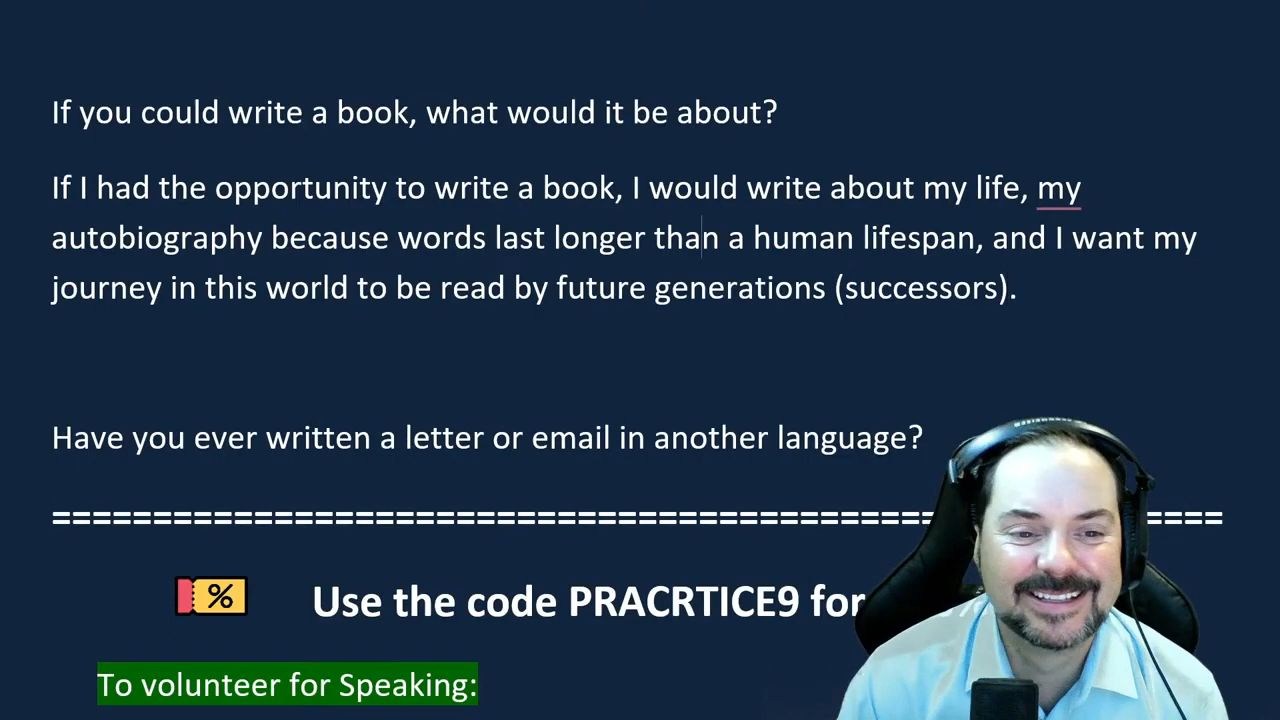 If you could write a book, what would it be about?
If I had the opportunity to write a book, I would write about my life, my
autobiography because words last longer than a human lifespan, and I want my
journey in this world to be read by future generations (successors).
Have you ever written a letter or email in another language?
==========================================================
% Use the code PRACRTICE9 for
To volunteer for Speaking: